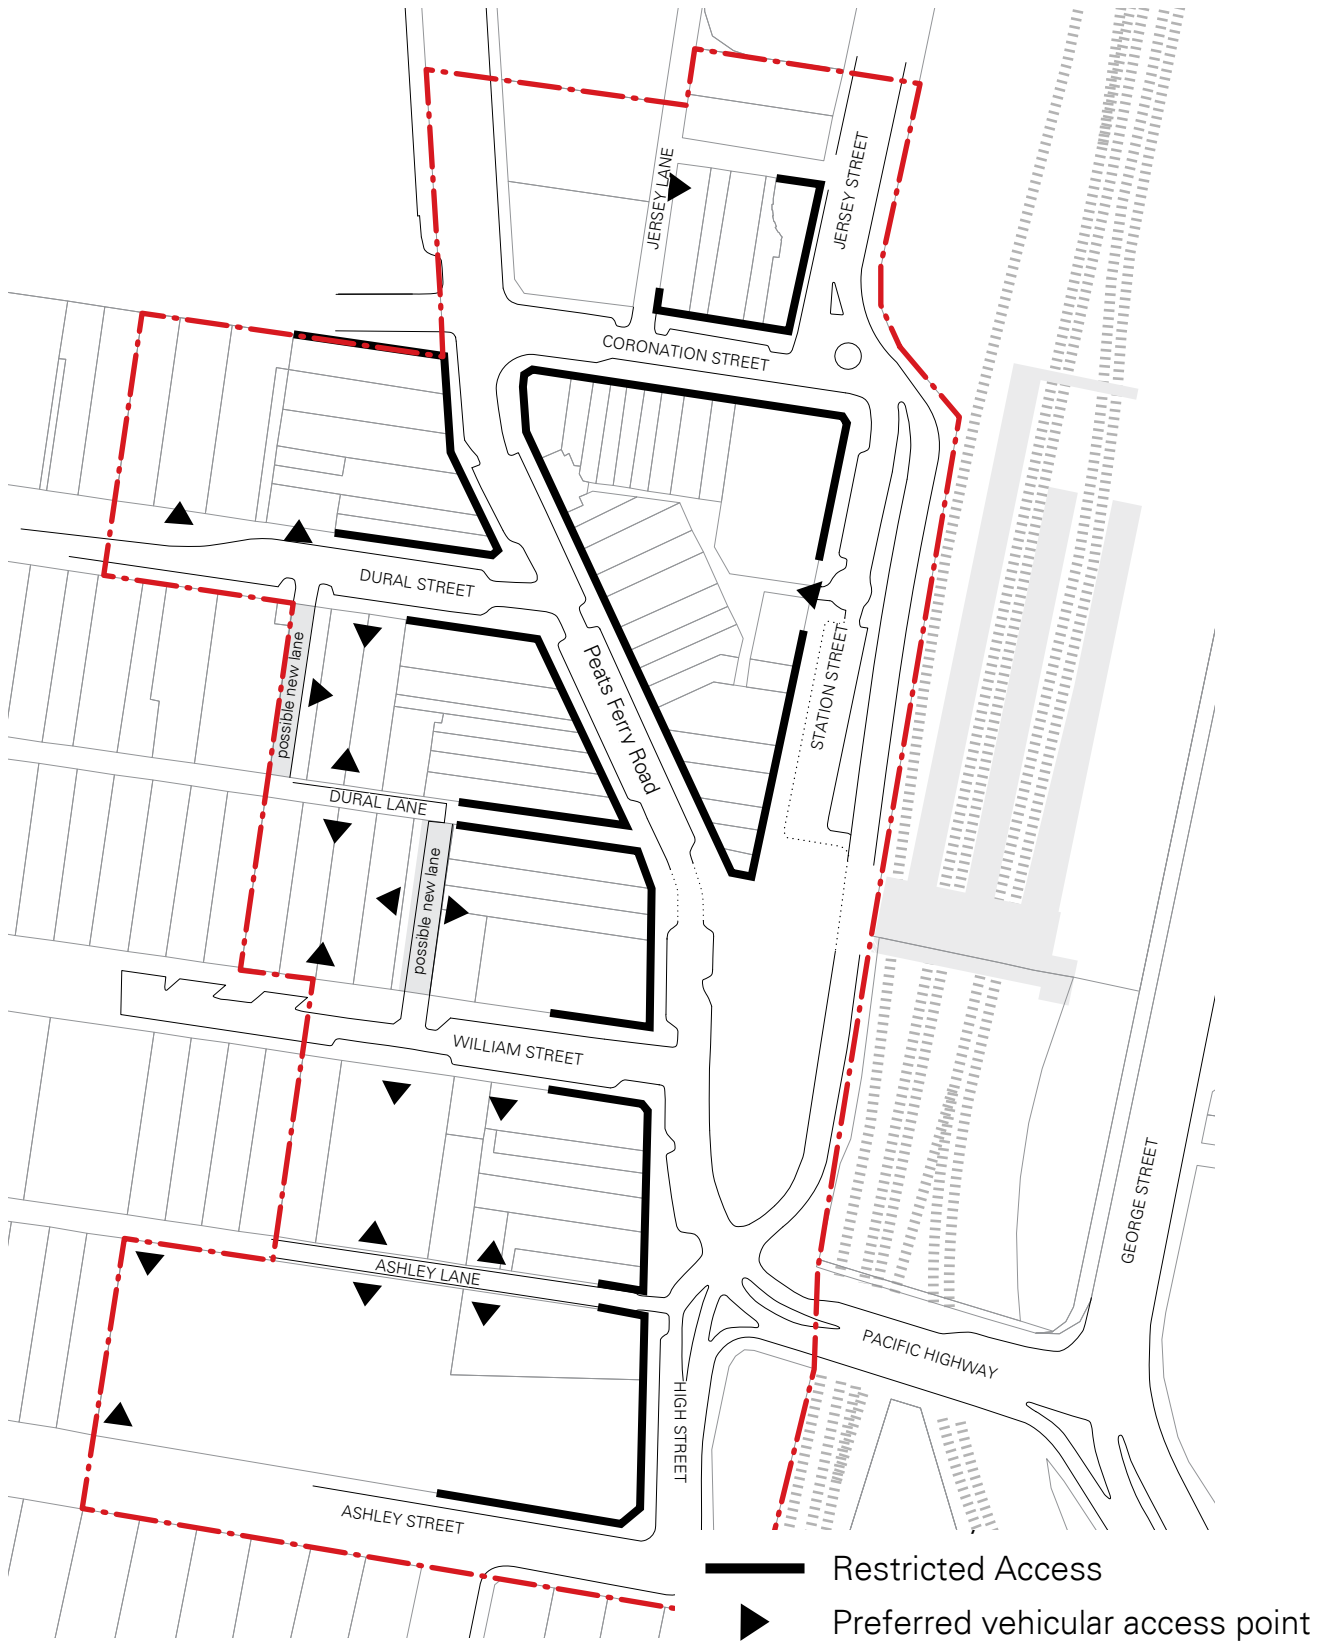 JERSEY LANE
JERSEY STREET
CORONATION STREET
DURAL STREET
possible new lane
Peats Ferry Road
STATION STREET
DURAL LANE
possible new lane
WILLIAM STREET
GEORGE STREET
ASHLEY LANE
PACIFIC HIGHWAY
HIGH STREET
ASHLEY STREET
Restricted Access
Preferred vehicular access point